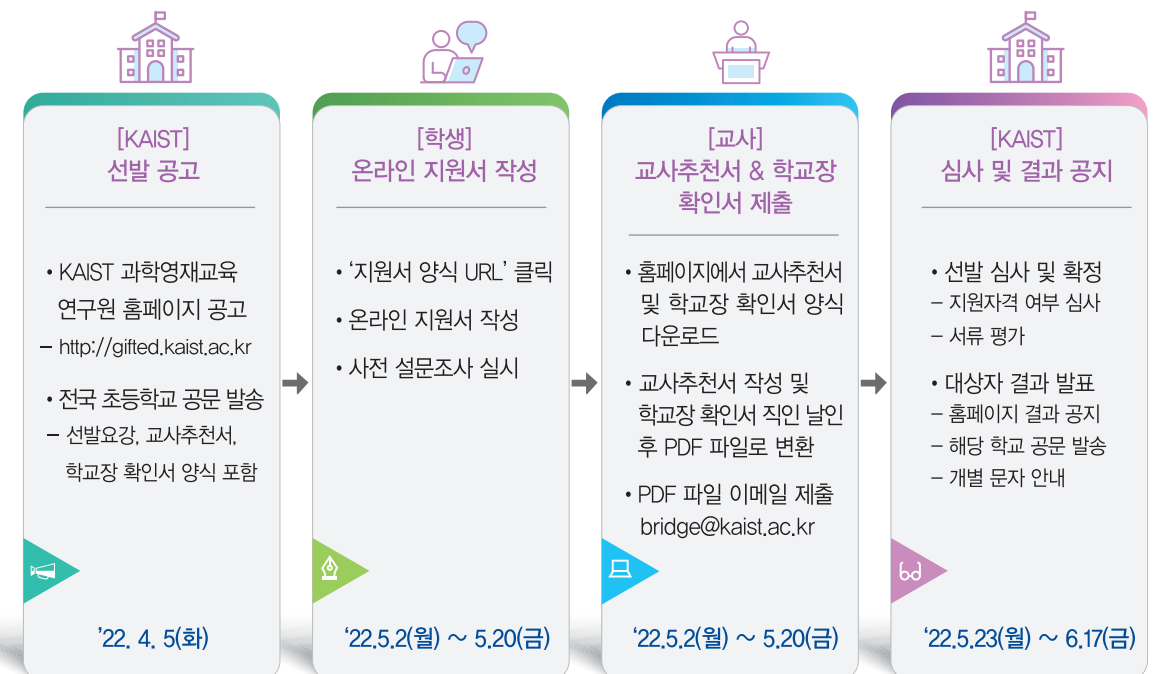 [KAIST]
선발 공고
• KAIST 과학영재교육
연구원 홈페이지 공고
– http://gifted.kaist.ac.kr
• 전국 초등학교 공문 발송
– 선발요강, 교사추천서,
학교장 확인서 양식 포함
’22. 4. 5(화)
[학생]
온라인 지원서 작성
• ‘지원서 양식 URL’ 클릭
• 온라인 지원서 작성
• 사전 설문조사 실시
‘22.5.2(월) ~ 5.20(금)
[교사]
교사추천서 & 학교장
확인서 제출
• 홈페이지에서 교사추천서
및 학교장 확인서 양식
다운로드
• 교사추천서 작성 및
학교장 확인서 직인 날인
후 PDF 파일로 변환
• PDF 파일 이메일 제출
bridge@kaist.ac.kr
‘22.5.2(월) ~ 5.20(금)
[KAIST]
심사 및 결과 공지
• 선발 심사 및 확정
– 지원자격 여부 심사
– 서류 평가
• 대상자 결과 발표
– 홈페이지 결과 공지
– 해당 학교 공문 발송
– 개별 문자 안내
‘22.5.23(월) ~ 6.17(금)